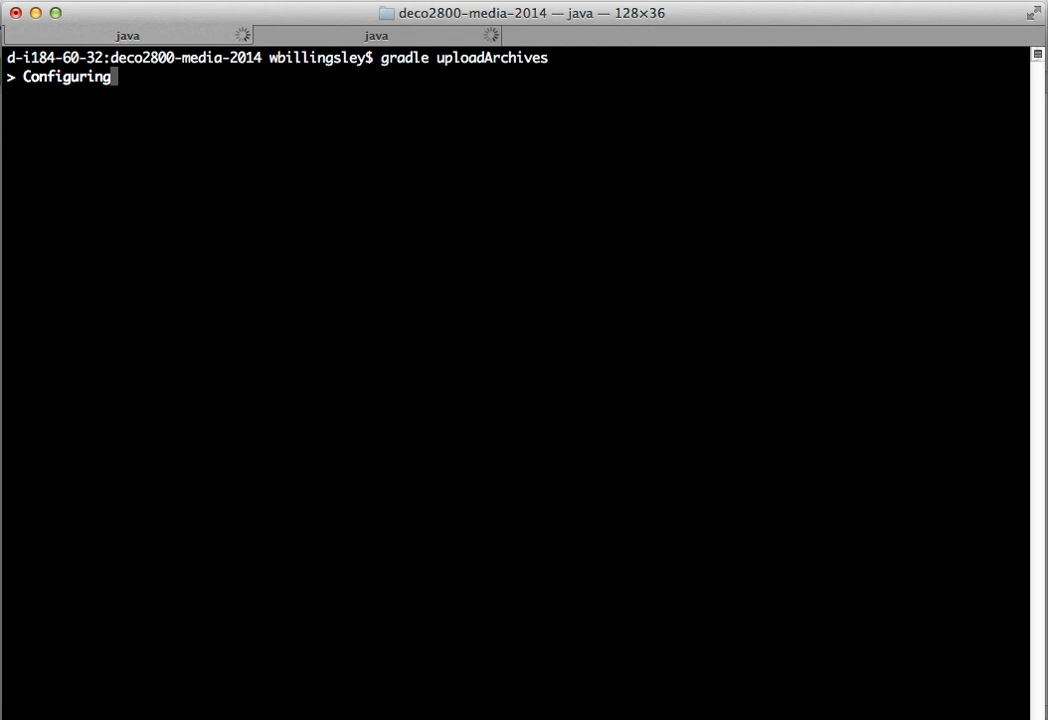 deco2800-media-2014 — java — 128×36
java
java
d-i184-60-32:deco2800-media-2014 wbillingsley$ gradle uploadArchives
> Configuring